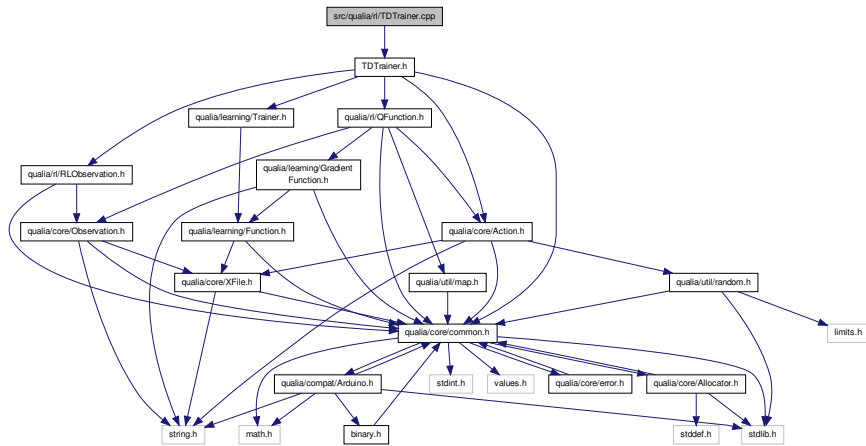 src/qualia/rl/TDTrainer.cpp
TDTrainer.h
qualia/learning/Trainer.h
qualia/rl/QFunction.h
qualia/rl/RLObservation.h
qualia/learning/Gradient
Function.h
qualia/core/Observation.h
qualia/learning/Function.h
qualia/core/Action.h
qualia/core/XFile.h
qualia/util/map.h
qualia/util/random.h
qualia/core/common.h
limits.h
qualia/compat/Arduino.h
stdint.h
values.h
qualia/core/error.h
qualia/core/Allocator.h
string.h
math.h
binary.h
stddef.h
stdlib.h